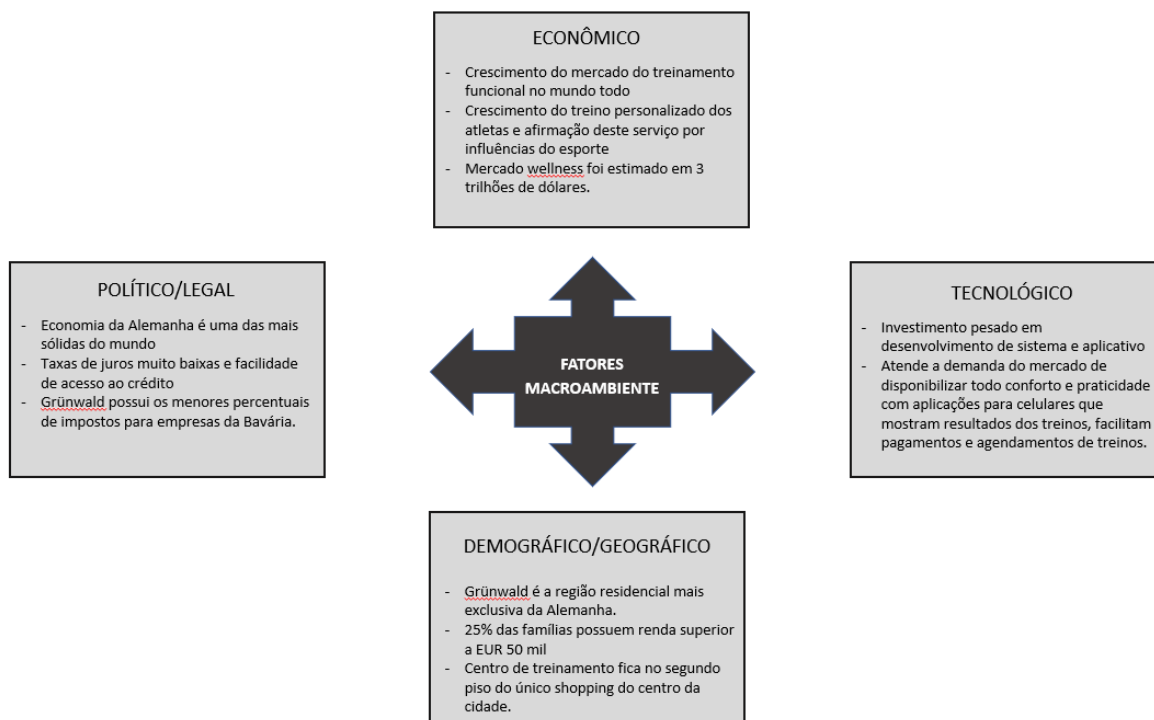 ECONÔMICO
- Crescimento do mercado do treinamento
funcional no mundo todo
- Crescimento do treino personalizado dos
atletas e afirmação deste serviço por
influências do esporte
- Mercado wellness foi estimado em 3
trilhões de dólares.
POLÍTICO/LEGAL
- Economia da Alemanha é uma das mais
sólidas do mundo
- Taxas de juros muito baixas e facilidade
de acesso ao crédito
- Grünwald possui os menores percentuais
de impostos para empresas da Bavária.
FATORES
MACROAMBIENTE
TECNOLÓGICO
- Investimento pesado em
desenvolvimento de sistema e aplicativo
- Atende a demanda do mercado de
disponibilizar todo conforto e praticidade
com aplicações para celulares que
mostram resultados dos treinos, facilitam
pagamentos e agendamentos de treinos.
DEMOGRÁFICO/GEOGRÁFICO
- Grünwald é a região residencial mais
exclusiva da Alemanha.
- 25% das famílias possuem renda superior
a EUR 50 mil
- Centro de treinamento fica no segundo
piso do único shopping do centro da
cidade.